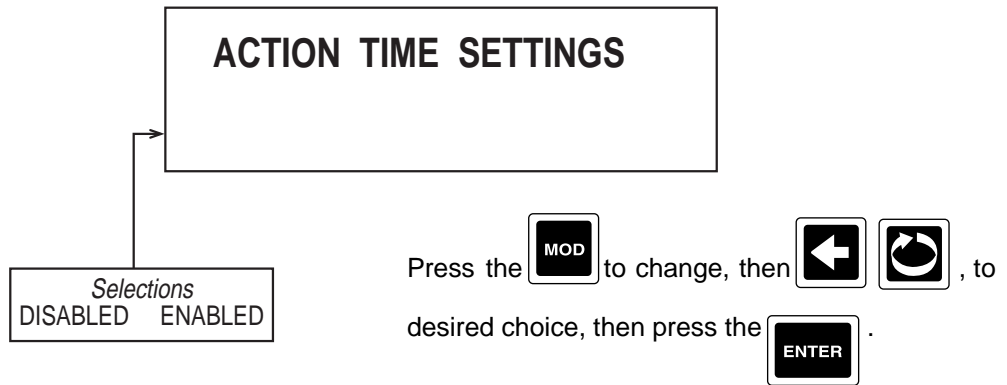 ACTION TIME SETTINGS
Selections
DISABLED ENABLED
Press the MOD to change, then , to
desired choice, then press the ENTER .